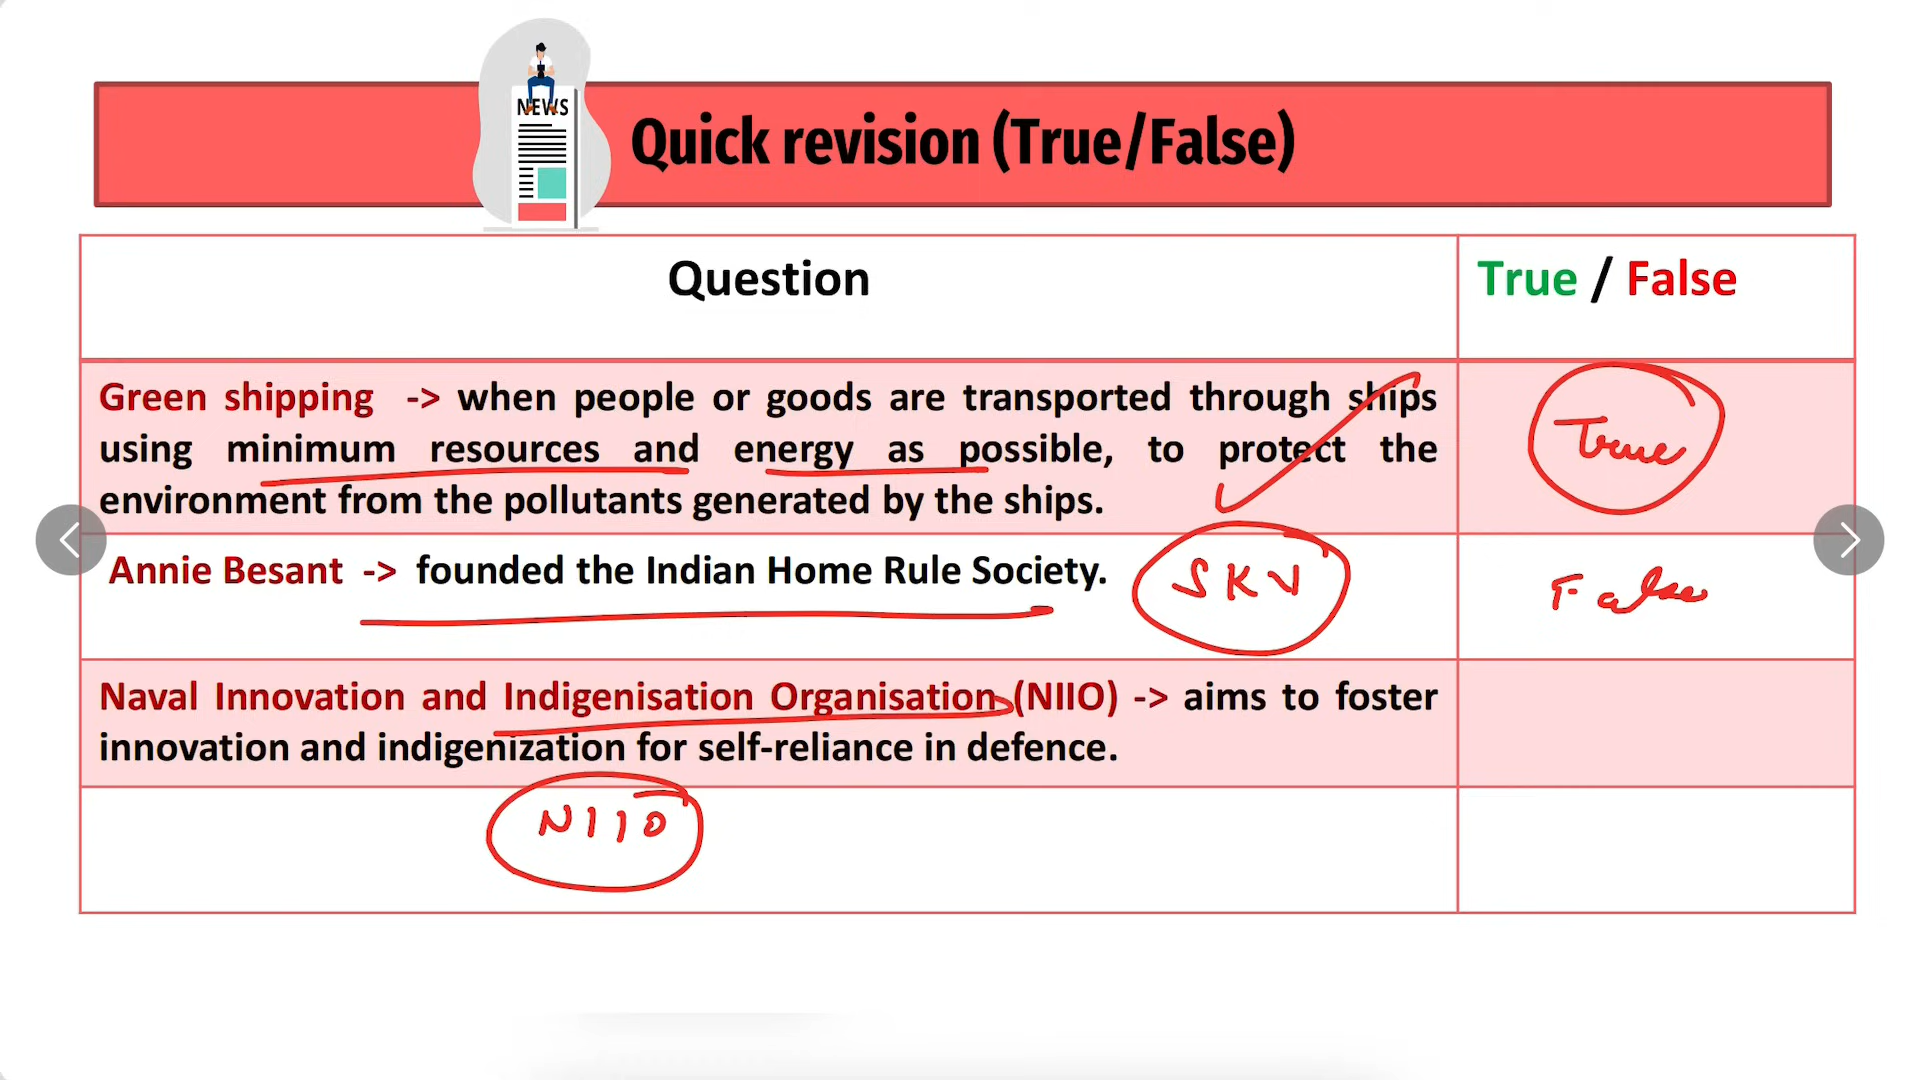 NEWS
Quick revision (True/False)
Question
True / False
Green shipping -> when people or goods are transported through ships
using minimum resources and energy as possible, to protect the
environment from the pollutants generated by the ships.
True
Annie Besant -> founded the Indian Home Rule Society.
SKV
False
Naval Innovation and Indigenisation Organisation (NIIO) -> aims to foster
innovation and indigenization for self-reliance in defence.
NIIO